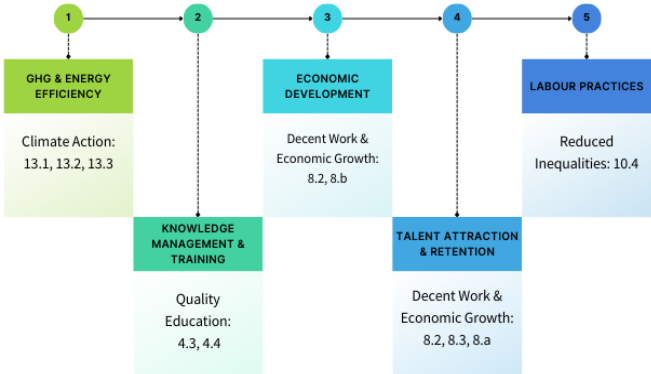 1
2
3
4
5
GHG & ENERGY
EFFICIENCY
Climate Action:
13.1, 13.2, 13.3
KNOWLEDGE
MANAGEMENT &
TRAINING
Quality
Education:
4.3, 4.4
ECONOMIC
DEVELOPMENT
Decent Work &
Economic Growth:
8.2, 8.b
TALENT ATTRACTION
& RETENTION
Decent Work &
Economic Growth:
8.2, 8.3, 8.a
LABOUR PRACTICES
Reduced
Inequalities: 10.4